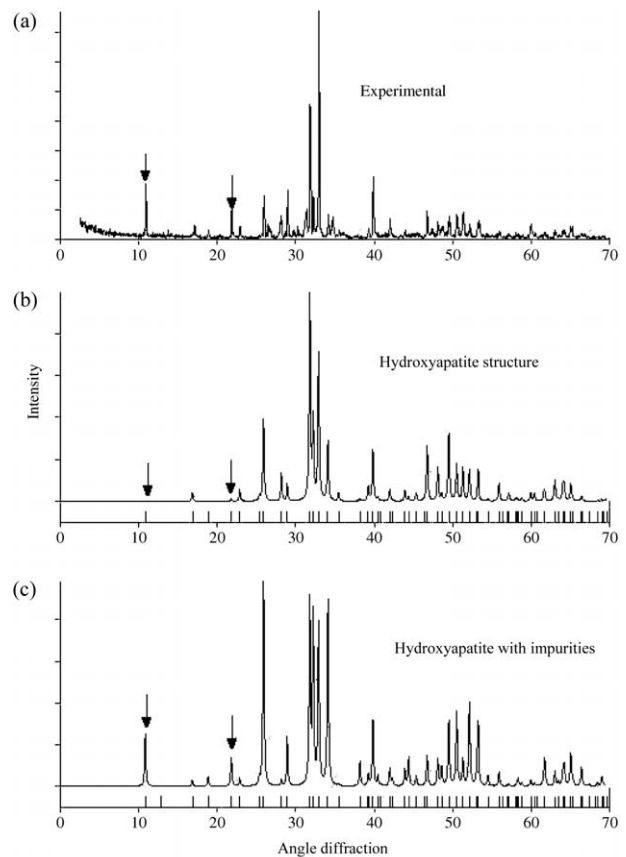 (a)
Experimental
0 10 20 30 40 50 60 70
(b)
Hydroxyapatite structure
Intensity
0 10 20 30 40 50 60 70
(c)
Hydroxyapatite with impurities
0 10 20 30 40 50 60 70
Angle diffraction